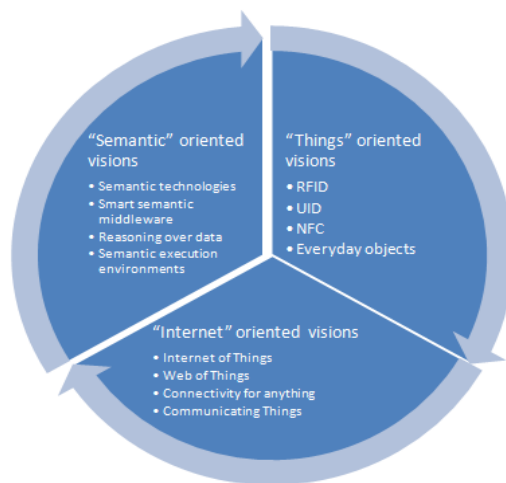 “Semantic” oriented
visions
• Semantic technologies
• Smart semantic
middleware
• Reasoning over data
• Semantic execution
environments
“Things” oriented
visions
• RFID
• UID
• NFC
• Everyday objects
“Internet” oriented visions
• Internet of Things
• Web of Things
• Connectivity for anything
• Communicating Things